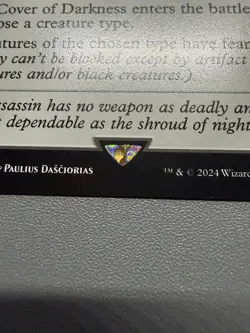 Cover of Darkness enters the battle
ose a creature type.
atures of the chosen type have fear
y can't be blocked except by artifact
ures and/or black creatures.)
ssassin has no weapon as deadly an
t dependable as the shroud of night
PAULIUS DAŠČIORIAS
™ & © 2024 Wizard